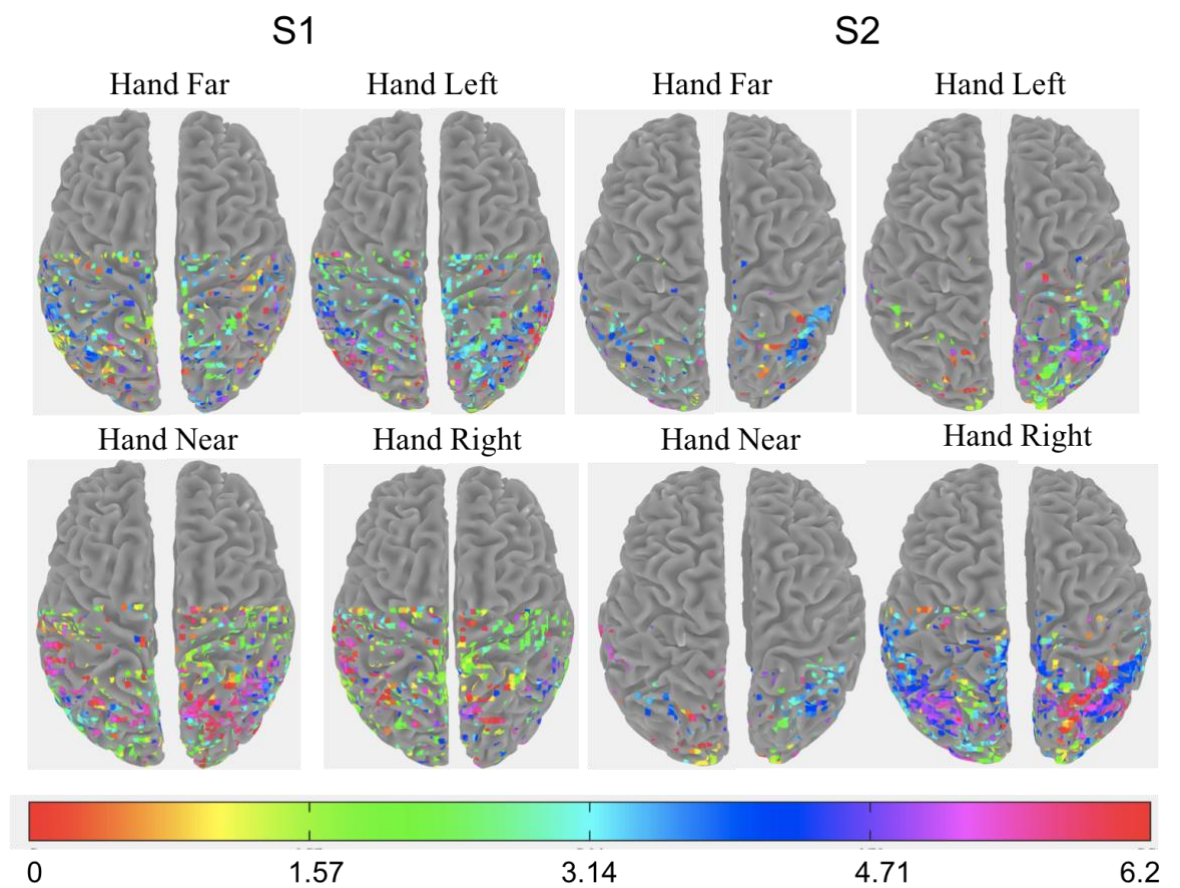 S1 S2
Hand Far Hand Left Hand Far Hand Left
Hand Near Hand Right Hand Near Hand Right
0 1.57 3.14 4.71 6.2